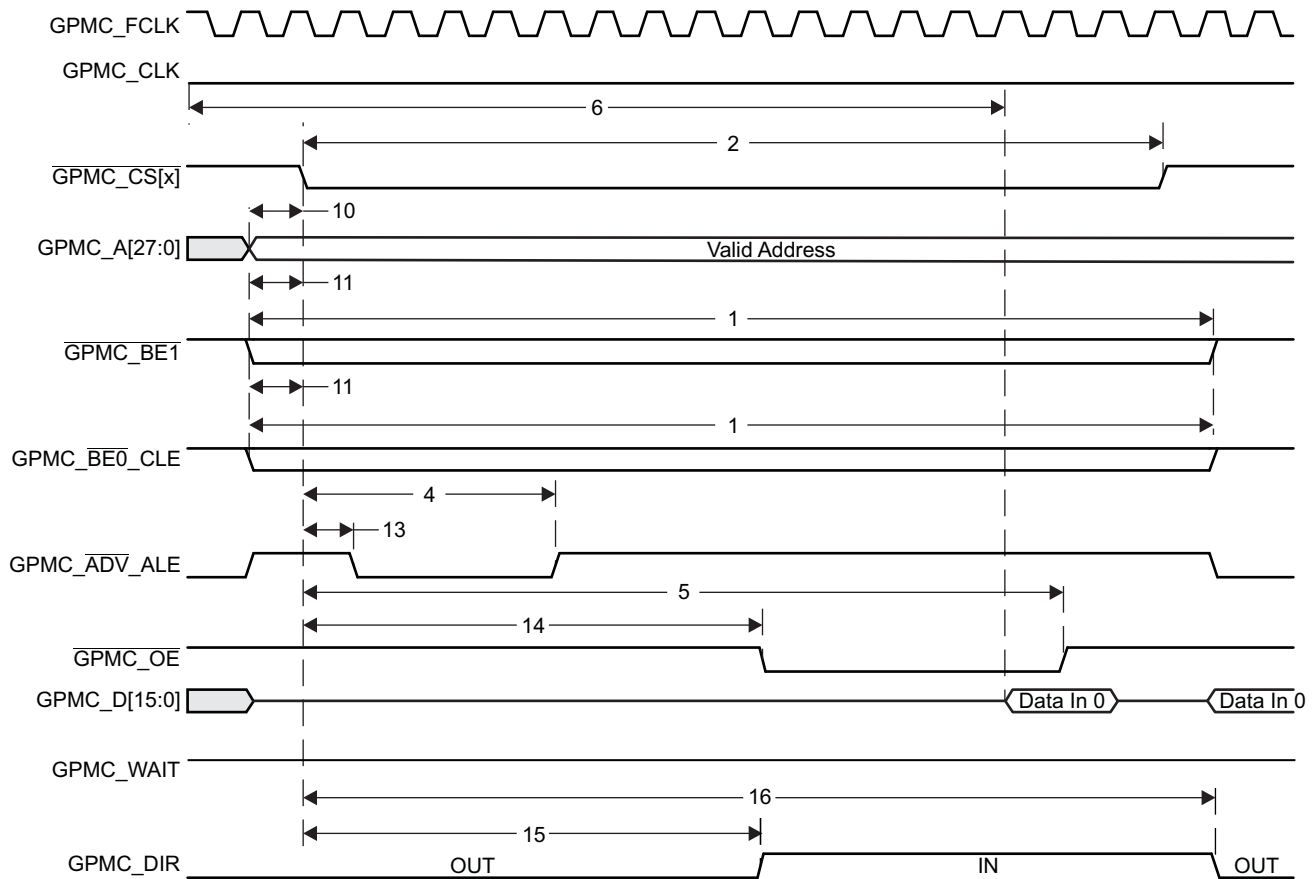 GPMC_FCLK
GPMC_CLK
6
2
GPMC_CS[x]
10
GPMC_A[27:0]
Valid Address
11
1
GPMC_BE1
11
1
GPMC_BE0_CLE
4
13
GPMC_ADV_ALE
5
14
GPMC_OE
GPMC_D[15:0]
Data In 0
Data In 0
GPMC_WAIT
16
15
GPMC_DIR
OUT
IN
OUT